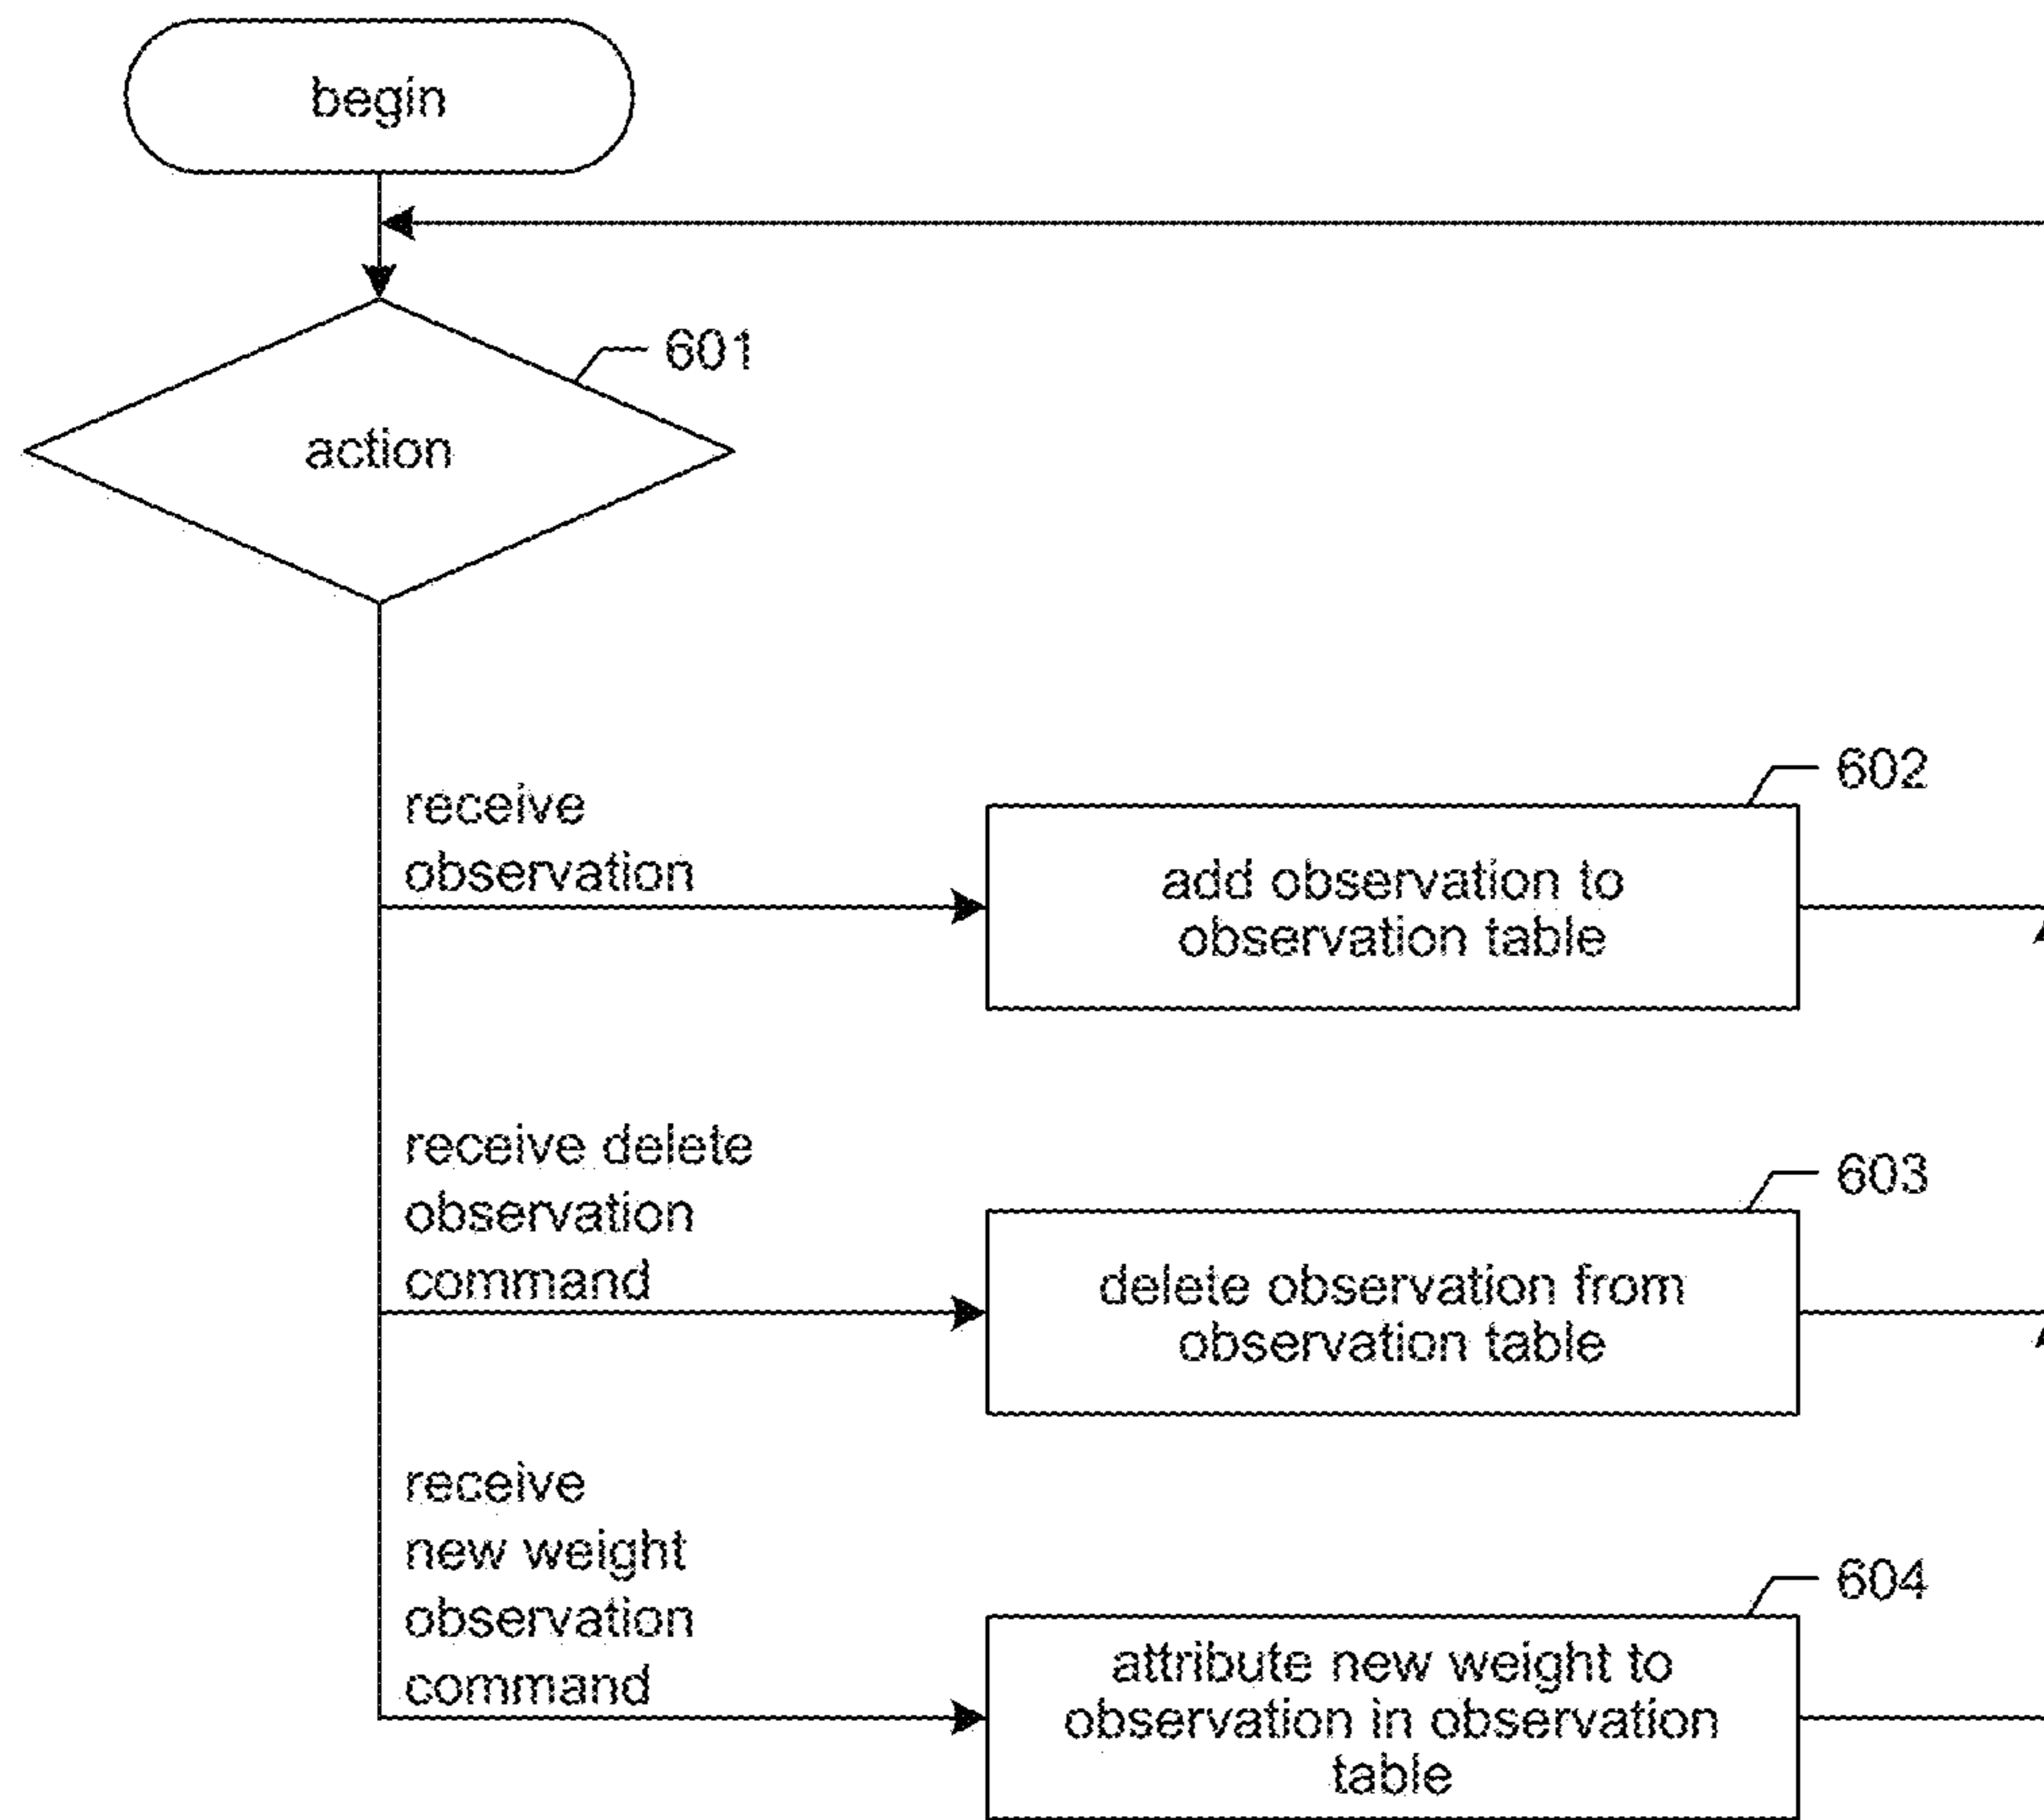 begin
601
action
602
receive
observation
add observation to
observation table
receive delete
observation
command
603
delete observation from
observation table
receive
new weight
observation
command
604
attribute new weight to
observation in observation
table